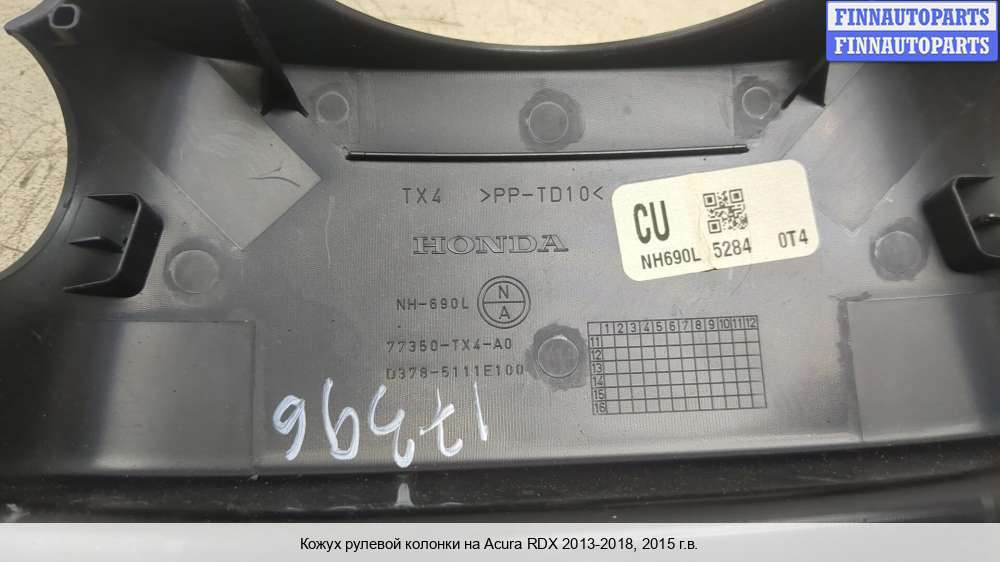 FINNAUTOPARTS
FINNAUTOPARTS
TX4 >PP-TD10<
HONDA
CU
NH690L 5284 0T4
NH-690L
N
A
77350-TX4-A0
D378-5111E100
1 2 3 4 5 6 7 8 9 10 11 12
11
12
13
14
15
16
17396
Кожух рулевой колонки на Acura RDX 2013-2018, 2015 г.в.